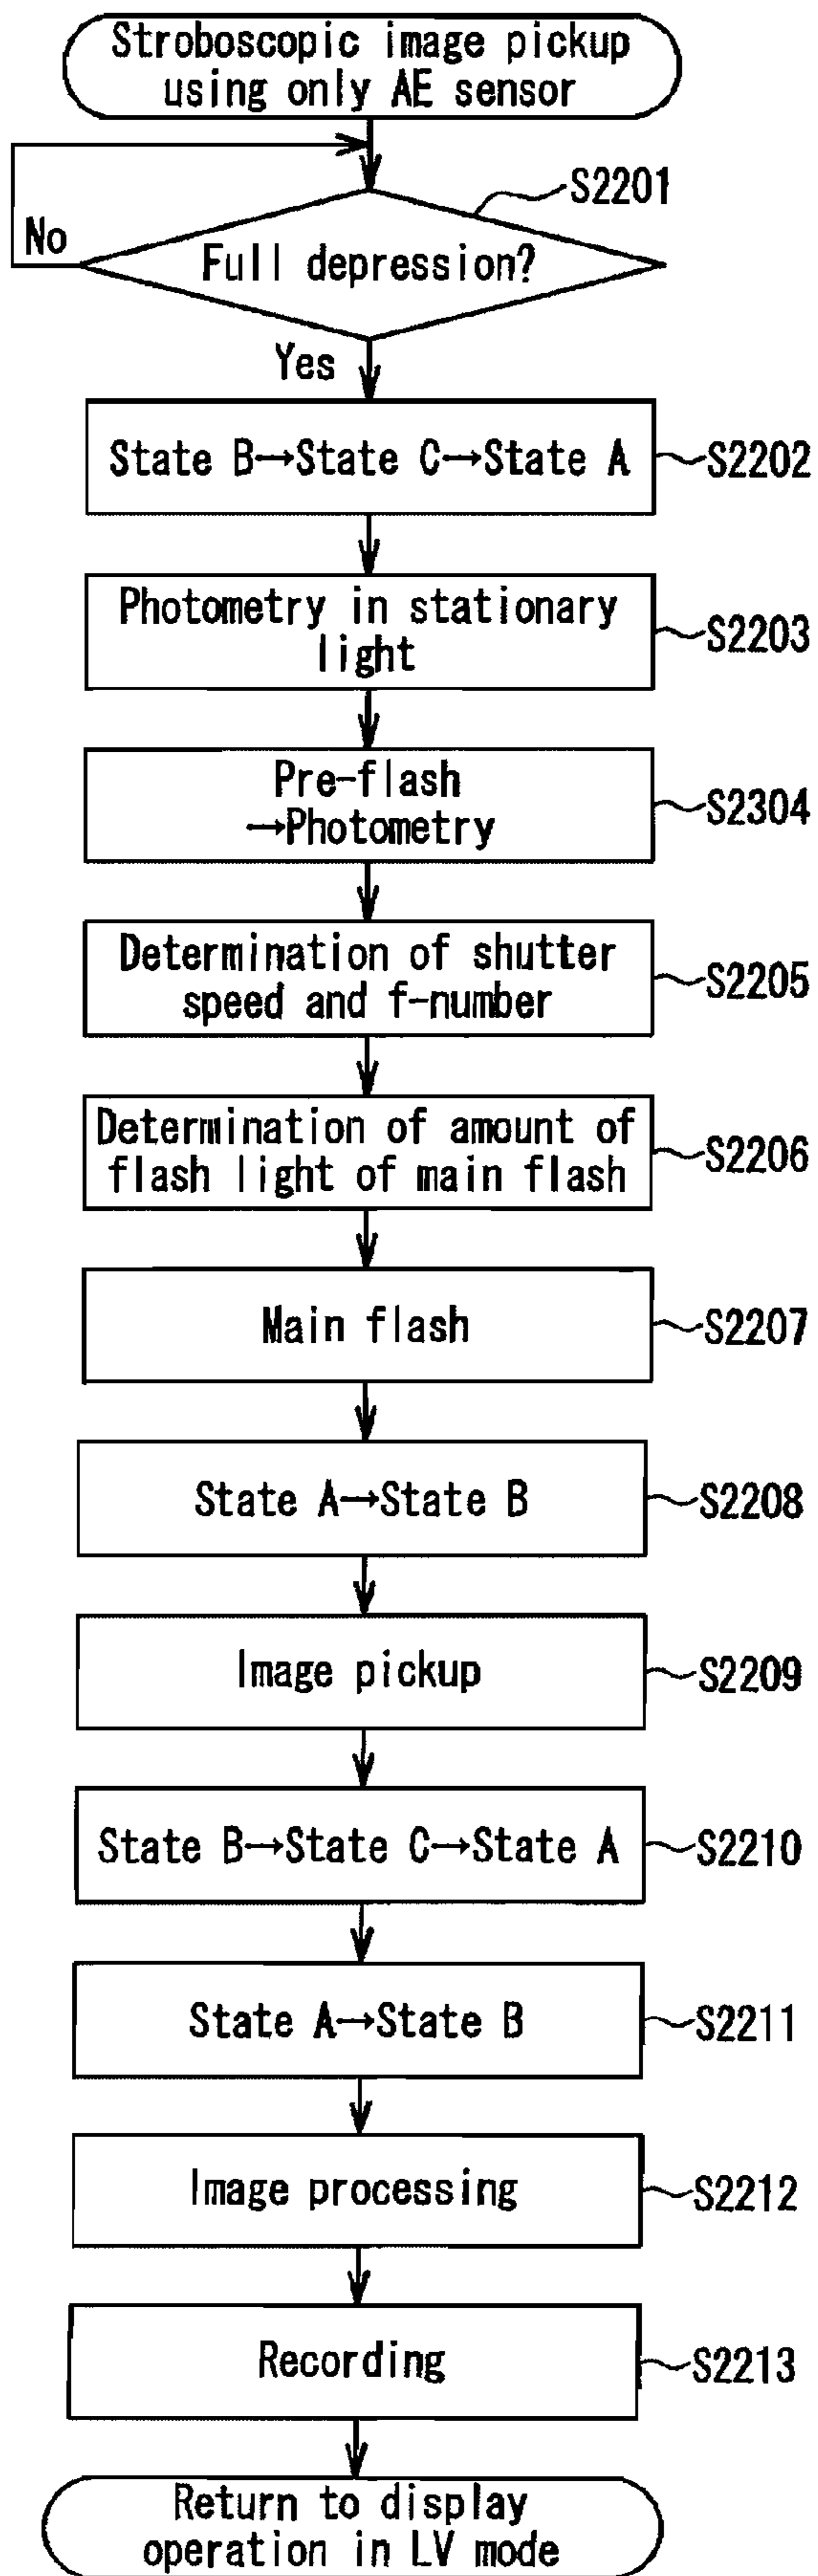 Stroboscopic image pickup
using only AE sensor
S2201
No
Full depression?
Yes
State B→State C→State A
S2202
Photometry in stationary
light
S2203
Pre-flash
→Photometry
S2304
Determination of shutter
speed and f-number
S2205
Determination of amount of
flash light of main flash
S2206
Main flash
S2207
State A→State B
S2208
Image pickup
S2209
State B→State C→State A
S2210
State A→State B
S2211
Image processing
S2212
Recording
S2213
Return to display
operation in LV mode